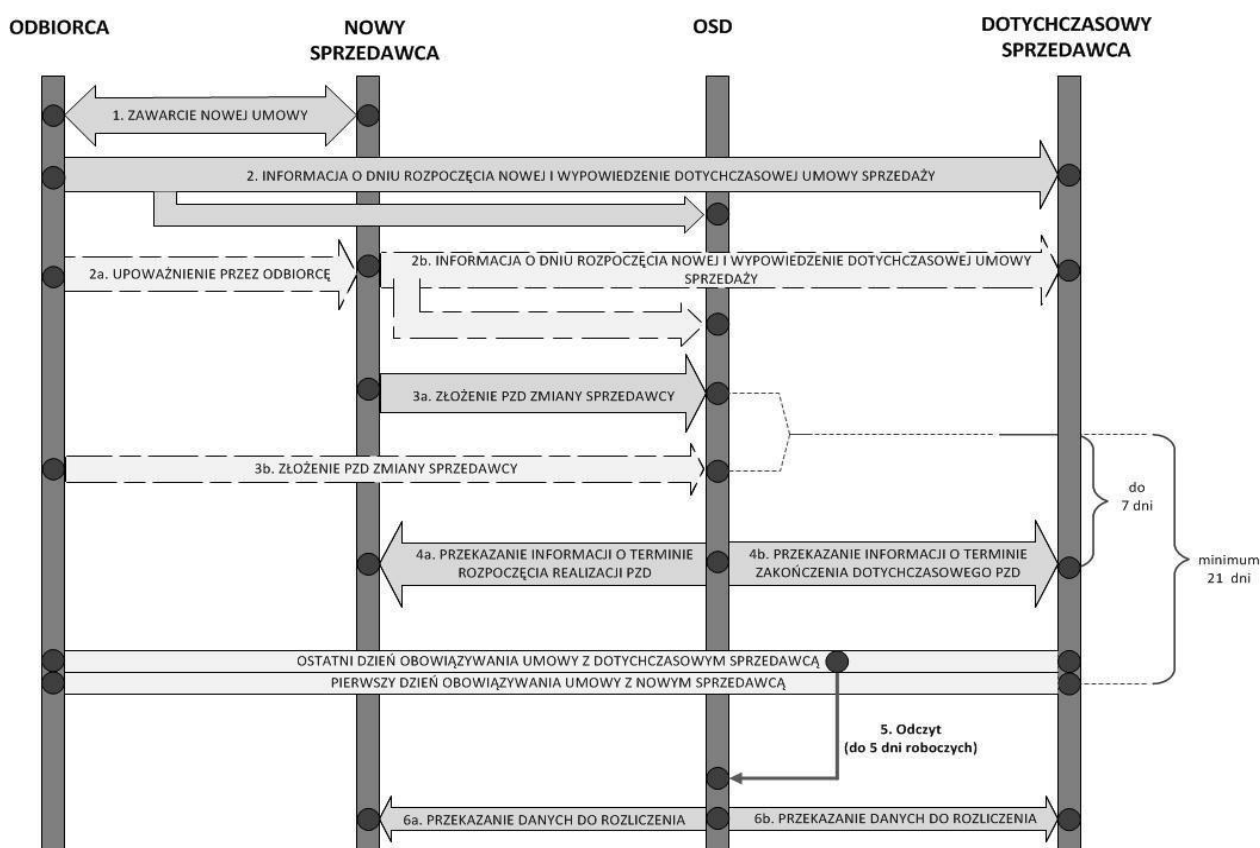 ODBIORCA
NOWY
SPRZEDAWCA
OSD
DOTYCHCZASOWY
SPRZEDAWCA
1. ZAWARCIE NOWEJ UMOWY
2. INFORMACJA O DNIU ROZPOCZĘCIA NOWEJ I WYPOWIEDZENIE DOTYCHCZASOWEJ UMOWY SPRZEDAŻY
2a. UPOWAŻNIENIE PRZEZ ODBIORCĘ
2b. INFORMACJA O DNIU ROZPOCZĘCIA NOWEJ I WYPOWIEDZENIE DOTYCHCZASOWEJ UMOWY
SPRZEDAŻY
3a. ZŁOŻENIE PZD ZMIANY SPRZEDAWCY
3b. ZŁOŻENIE PZD ZMIANY SPRZEDAWCY
do
7 dni
minimum
21 dni
4a. PRZEKAZANIE INFORMACJI O TERMINIE
ROZPOCZĘCIA REALIZACJI PZD
4b. PRZEKAZANIE INFORMACJI O TERMINIE
ZAKOŃCZENIA DOTYCHCZASOWEGO PZD
OSTATNI DZIEŃ OBOWIĄZYWANIA UMOWY Z DOTYCHCZASOWYM SPRZEDAWCĄ
PIERWSZY DZIEŃ OBOWIĄZYWANIA UMOWY Z NOWYM SPRZEDAWCĄ
5. Odczyt
(do 5 dni roboczych)
6a. PRZEKAZANIE DANYCH DO ROZLICZENIA
6b. PRZEKAZANIE DANYCH DO ROZLICZENIA